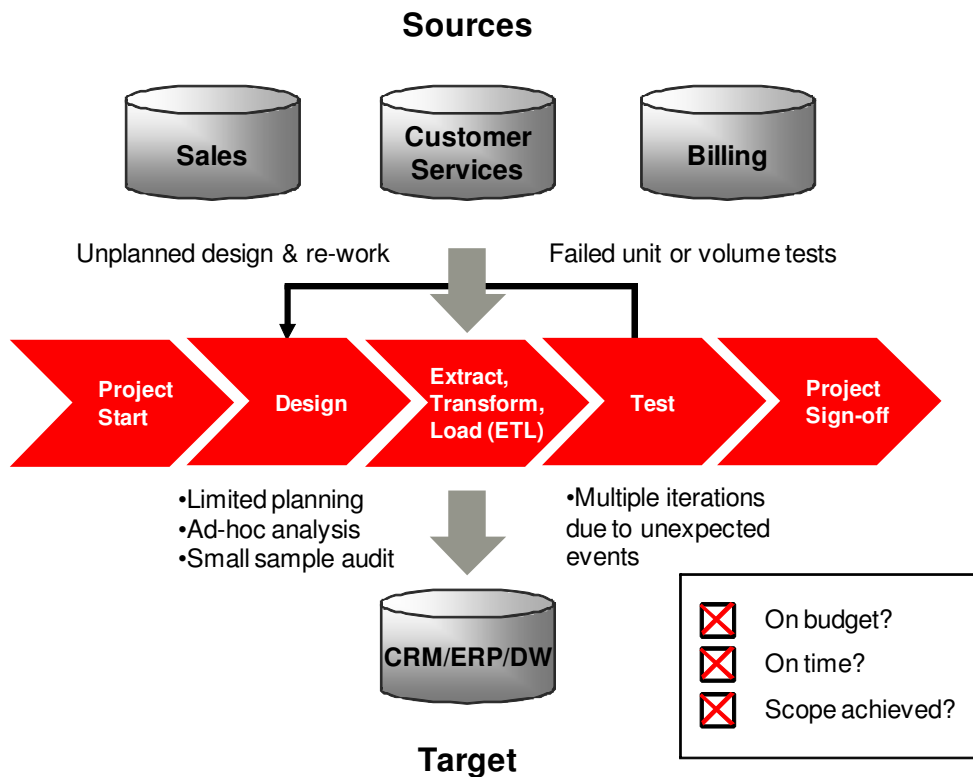 Sources
Sales
Customer
Services
Billing
Unplanned design & re-work
Failed unit or volume tests
Project
Start
Design
Extract,
Transform,
Load (ETL)
Test
Project
Sign-off
•Limited planning
•Ad-hoc analysis
•Small sample audit
•Multiple iterations
due to unexpected
events
CRM/ERP/DW
On budget?
On time?
Scope achieved?
Target